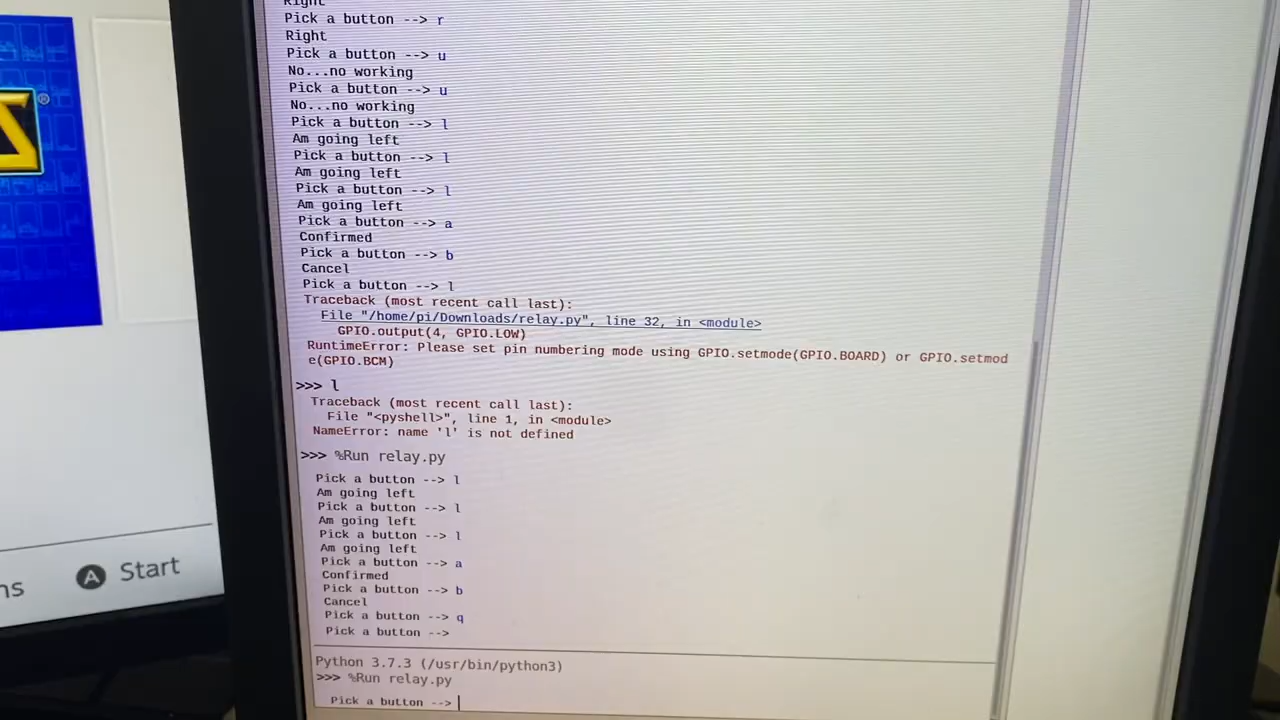 Right
Pick a button --> r
Right
Pick a button --> u
No...no working
Pick a button --> u
No...no working
Pick a button --> l
Am going left
Pick a button --> l
Am going left
Pick a button --> l
Am going left
Pick a button --> a
Confirmed
Pick a button --> b
Cancel
Pick a button --> l
Traceback (most recent call last):
File "/home/pi/Downloads/relay.py", line 32, in <module>
GPIO.output(4, GPIO.LOW)
RuntimeError: Please set pin numbering mode using GPIO.setmode(GPIO.BOARD) or GPIO.setmod
e(GPIO.BCM)
>>> l
Traceback (most recent call last):
File "<pyshell>", line 1, in <module>
NameError: name 'l' is not defined
>>> %Run relay.py
Pick a button --> l
Am going left
Pick a button --> l
Am going left
Pick a button --> l
Am going left
Pick a button --> a
Confirmed
Pick a button --> b
Cancel
Pick a button --> q
Pick a button -->
Python 3.7.3 (/usr/bin/python3)
>>> %Run relay.py
Pick a button -->
A Start